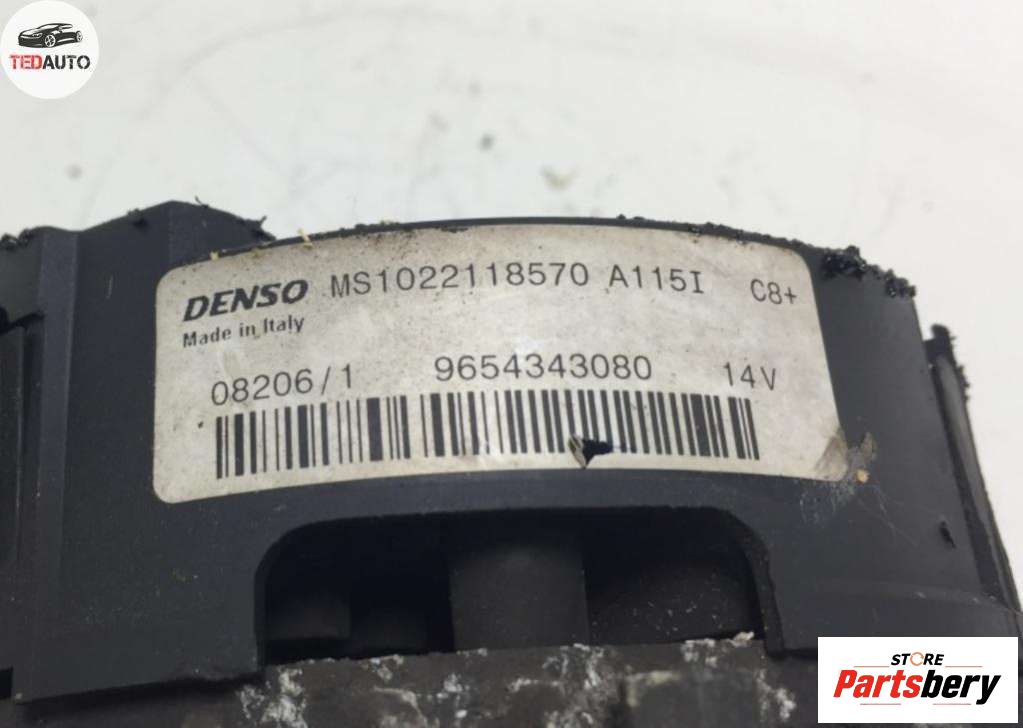 TEDAUTO
DENSO MS1022118570 A115I C8+
Made in Italy
08206/1 9654343080 14V
STORE
Partsbery